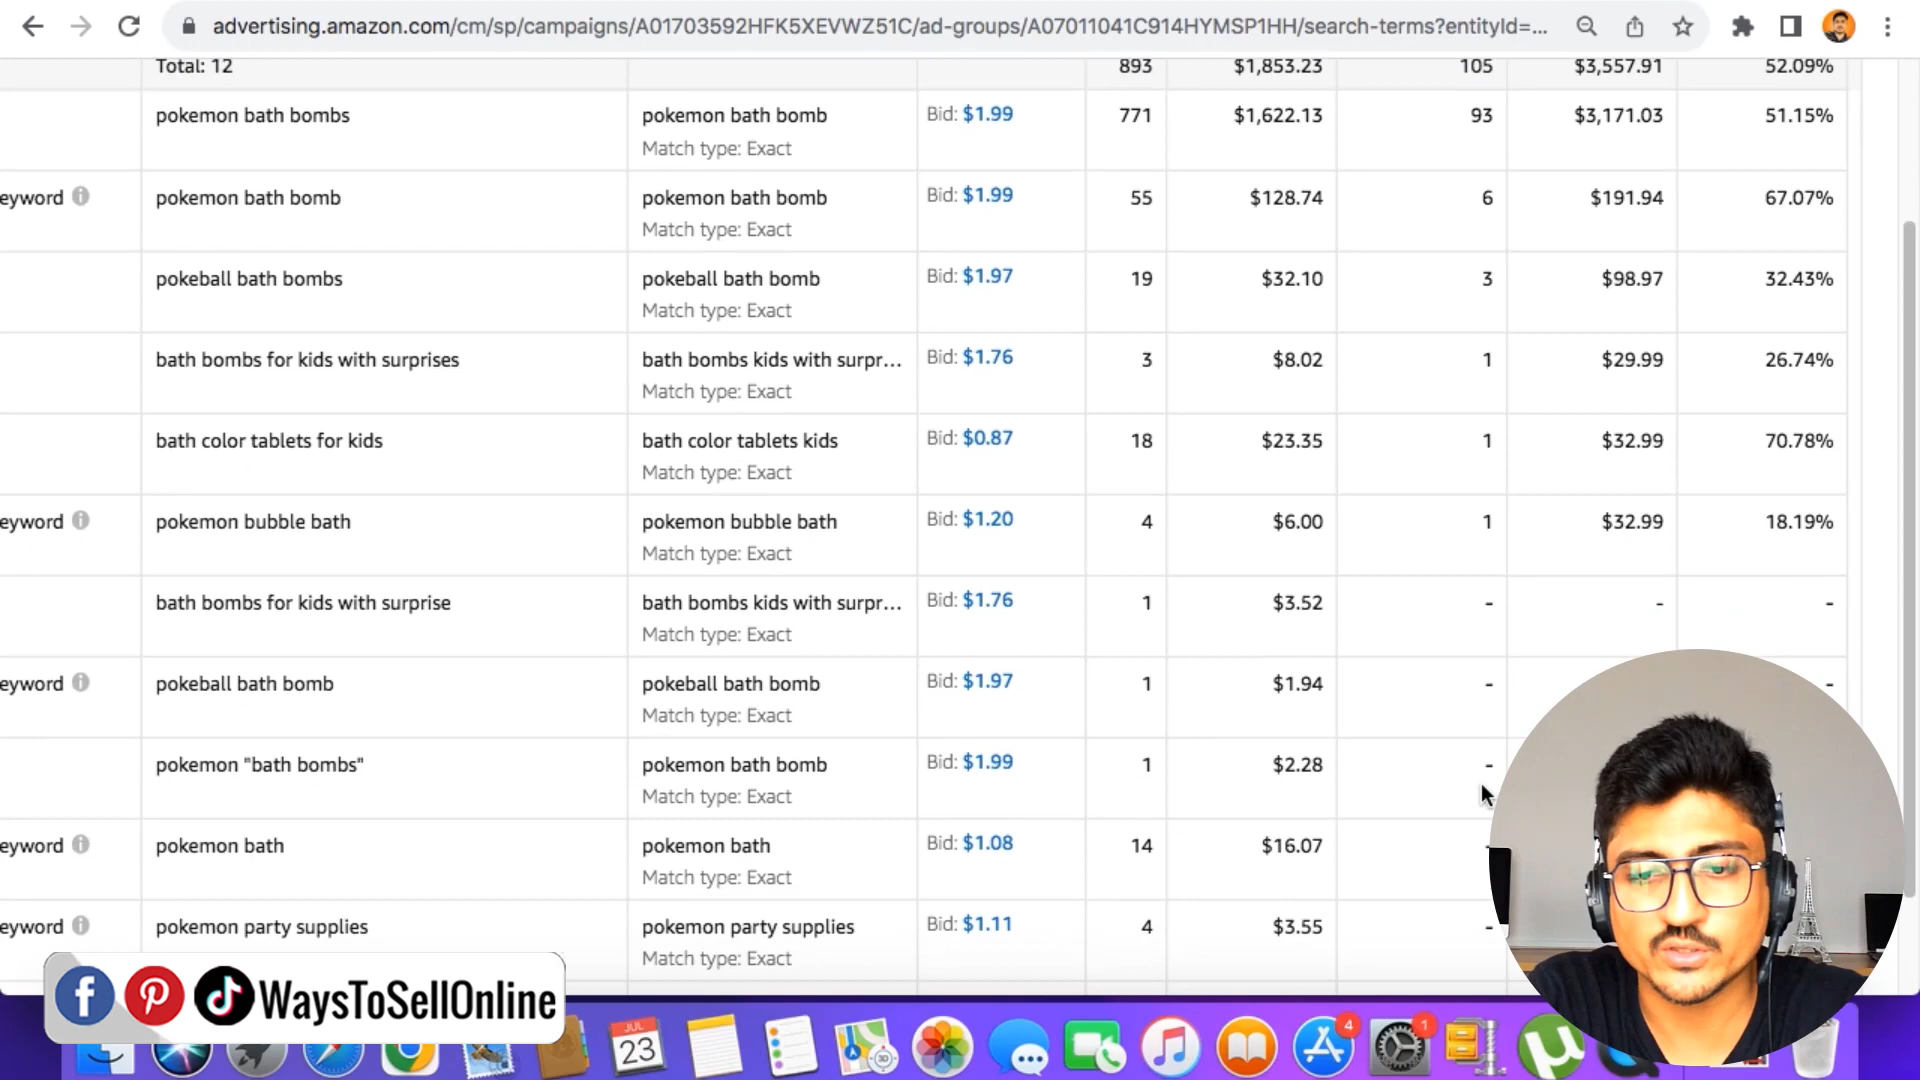 advertising.amazon.com/cm/sp/campaigns/A01703592HFK5XEVWZ51C/ad-groups/A07011041C914HYMSP1HH/search-terms?entityId=...
Total: 12 893 $1,853.23 105 $3,557.91 52.09%
pokemon bath bombs pokemon bath bomb Bid: $1.99 771 $1,622.13 93 $3,171.03 51.15%
Match type: Exact
eyword pokemon bath bomb pokemon bath bomb Bid: $1.99 55 $128.74 6 $191.94 67.07%
Match type: Exact
pokeball bath bombs pokeball bath bomb Bid: $1.97 19 $32.10 3 $98.97 32.43%
Match type: Exact
bath bombs for kids with surprises bath bombs kids with surpr... Bid: $1.76 3 $8.02 1 $29.99 26.74%
Match type: Exact
bath color tablets for kids bath color tablets kids Bid: $0.87 18 $23.35 1 $32.99 70.78%
Match type: Exact
eyword pokemon bubble bath pokemon bubble bath Bid: $1.20 4 $6.00 1 $32.99 18.19%
Match type: Exact
bath bombs for kids with surprise bath bombs kids with surpr... Bid: $1.76 1 $3.52 - - -
Match type: Exact
eyword pokeball bath bomb pokeball bath bomb Bid: $1.97 1 $1.94 - -
Match type: Exact
pokemon "bath bombs" pokemon bath bomb Bid: $1.99 1 $2.28 -
Match type: Exact
eyword pokemon bath pokemon bath Bid: $1.08 14 $16.07 -
Match type: Exact
eyword pokemon party supplies pokemon party supplies Bid: $1.11 4 $3.55 -
Match type: Exact
WaysToSellOnline
JUL
23
3D
4
1